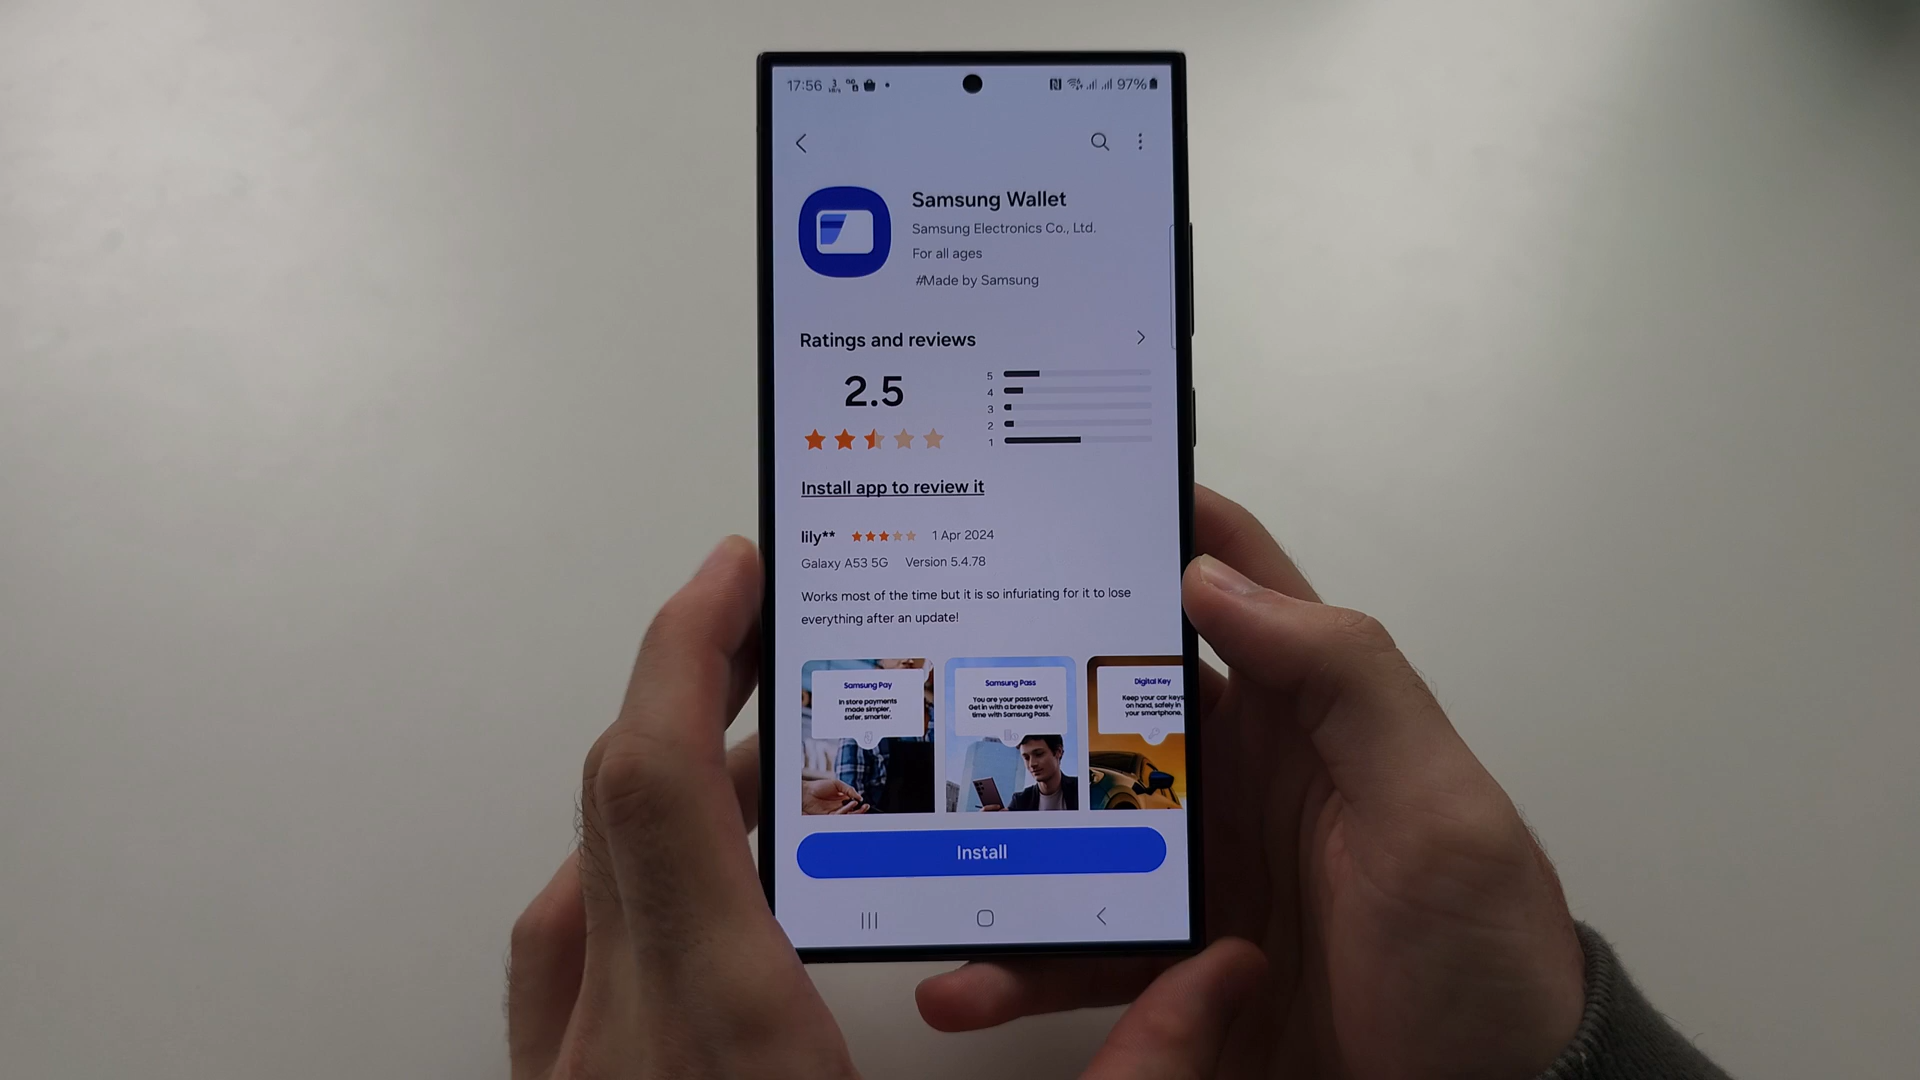 17:56
97%
Samsung Wallet
Samsung Electronics Co., Ltd.
For all ages
#Made by Samsung
Ratings and reviews
2.5
5
4
3
2
1
Install app to review it
lily** 1 Apr 2024
Galaxy A53 5G Version 5.4.78
Works most of the time but it is so infuriating for it to lose
everything after an update!
Samsung Pay
In store payments
made simpler,
safer, smarter.
Samsung Pass
You are your password.
Get in with a breeze every
time with Samsung Pass.
Digital Key
Keep your car keys
on hand, safely in
your smartphone.
Install